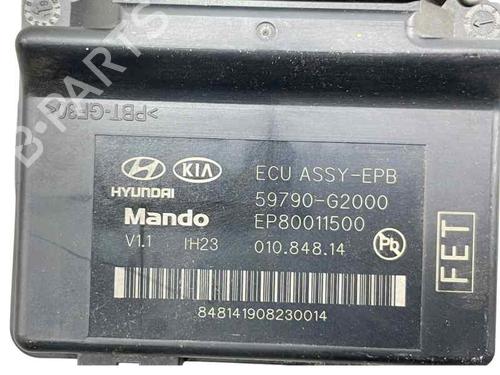 >PBT-GF30<
HYUNDAI KIA ECU ASSY-EPB
59790-G2000
Mando EP80011500
V1.1 IH23 010.848.14 Pb
FET
848141908230014
B-PARTS